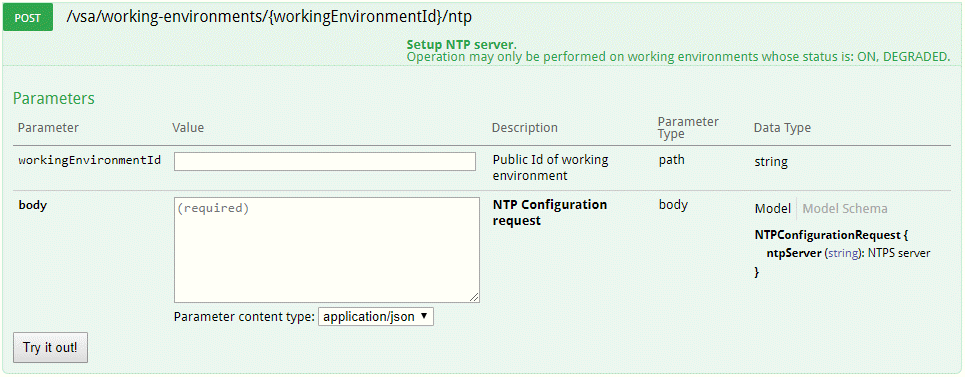 POST /vsa/working-environments/{workingEnvironmentId}/ntp
Setup NTP server.
Operation may only be performed on working environments whose status is: ON, DEGRADED.
Parameters
Parameter Value Description Parameter Type Data Type
workingEnvironmentId Public Id of working environment path string
body (required) NTP Configuration request body Model Model Schema
NTPConfigurationRequest {
ntpServer (string): NTPS server
}
Parameter content type: application/json
Try it out!